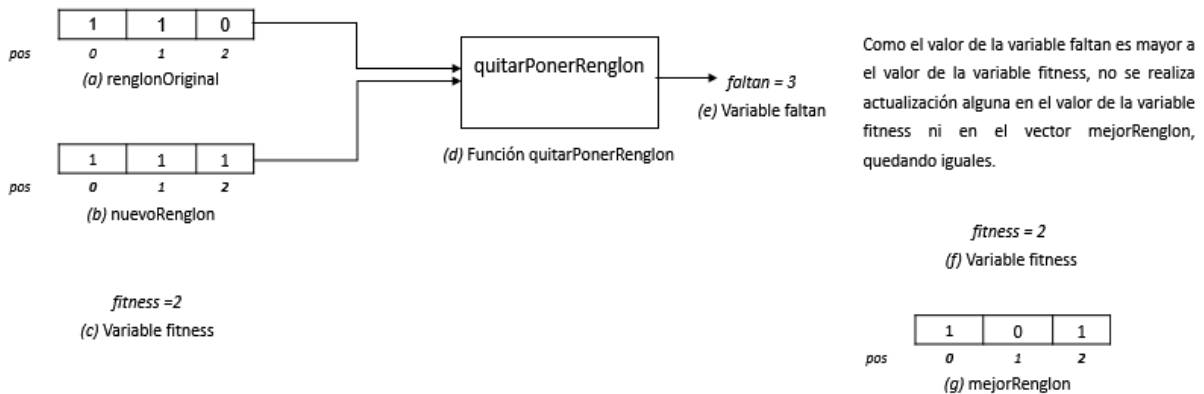 1 1 0
pos 0 1 2
(a) renglonOriginal
1 1 1
pos 0 1 2
(b) nuevoRenglon
fitness =2
(c) Variable fitness
quitarPonerRenglon
(d) Función quitarPonerRenglon
faltan = 3
(e) Variable faltan
Como el valor de la variable faltan es mayor a
el valor de la variable fitness, no se realiza
actualización alguna en el valor de la variable
fitness ni en el vector mejorRenglon,
quedando iguales.
fitness = 2
(f) Variable fitness
1 0 1
pos 0 1 2
(g) mejorRenglon